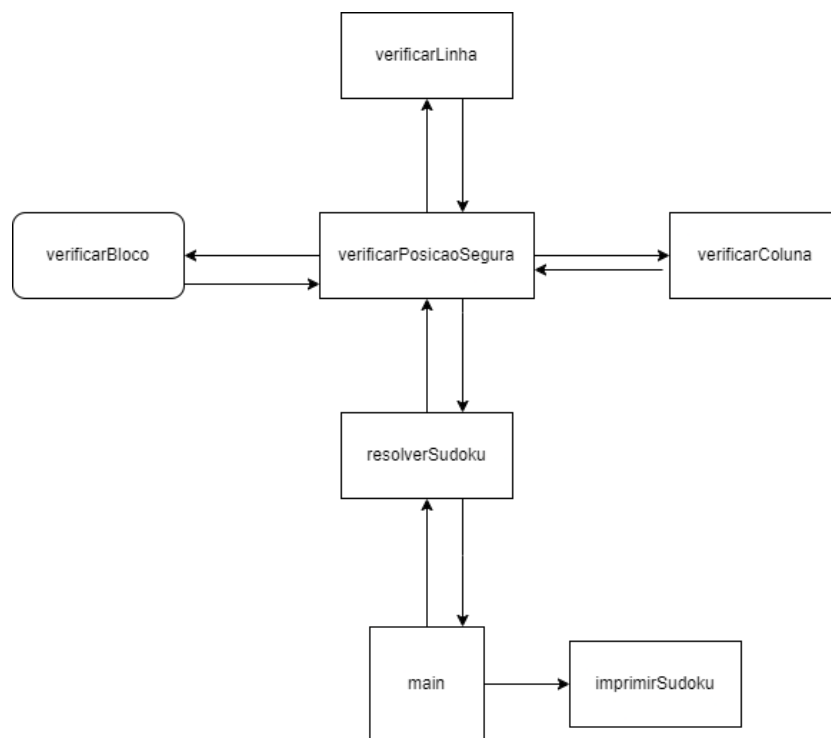 verificarLinha
verificarBloco
verificarPosicaoSegura
verificarColuna
resolverSudoku
main
imprimirSudoku